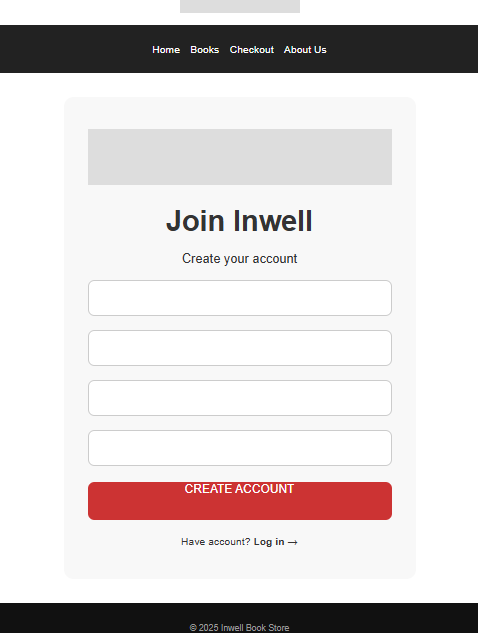 Home Books Checkout About Us
Join Inwell
Create your account
CREATE ACCOUNT
Have account? Log in →
© 2025 Inwell Book Store